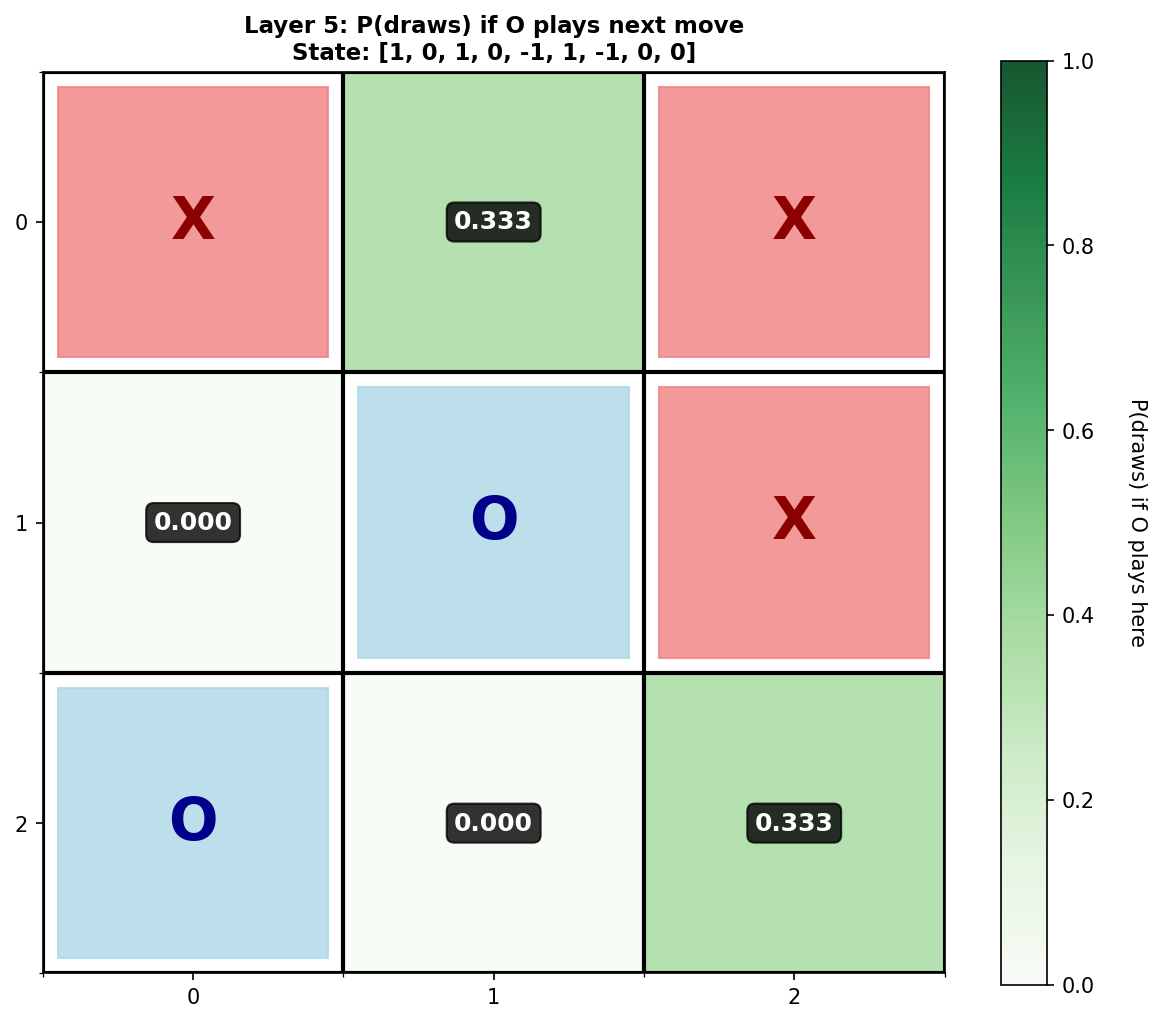 Layer 5: P(draws) if O plays next move
State: [1, 0, 1, 0, -1, 1, -1, 0, 0]
1.0
X
0.333
X
0
0.8
0.6
0.000
O
X
1
P(draws) if O plays here
0.4
0.2
O
0.000
0.333
2
0.0
0
1
2